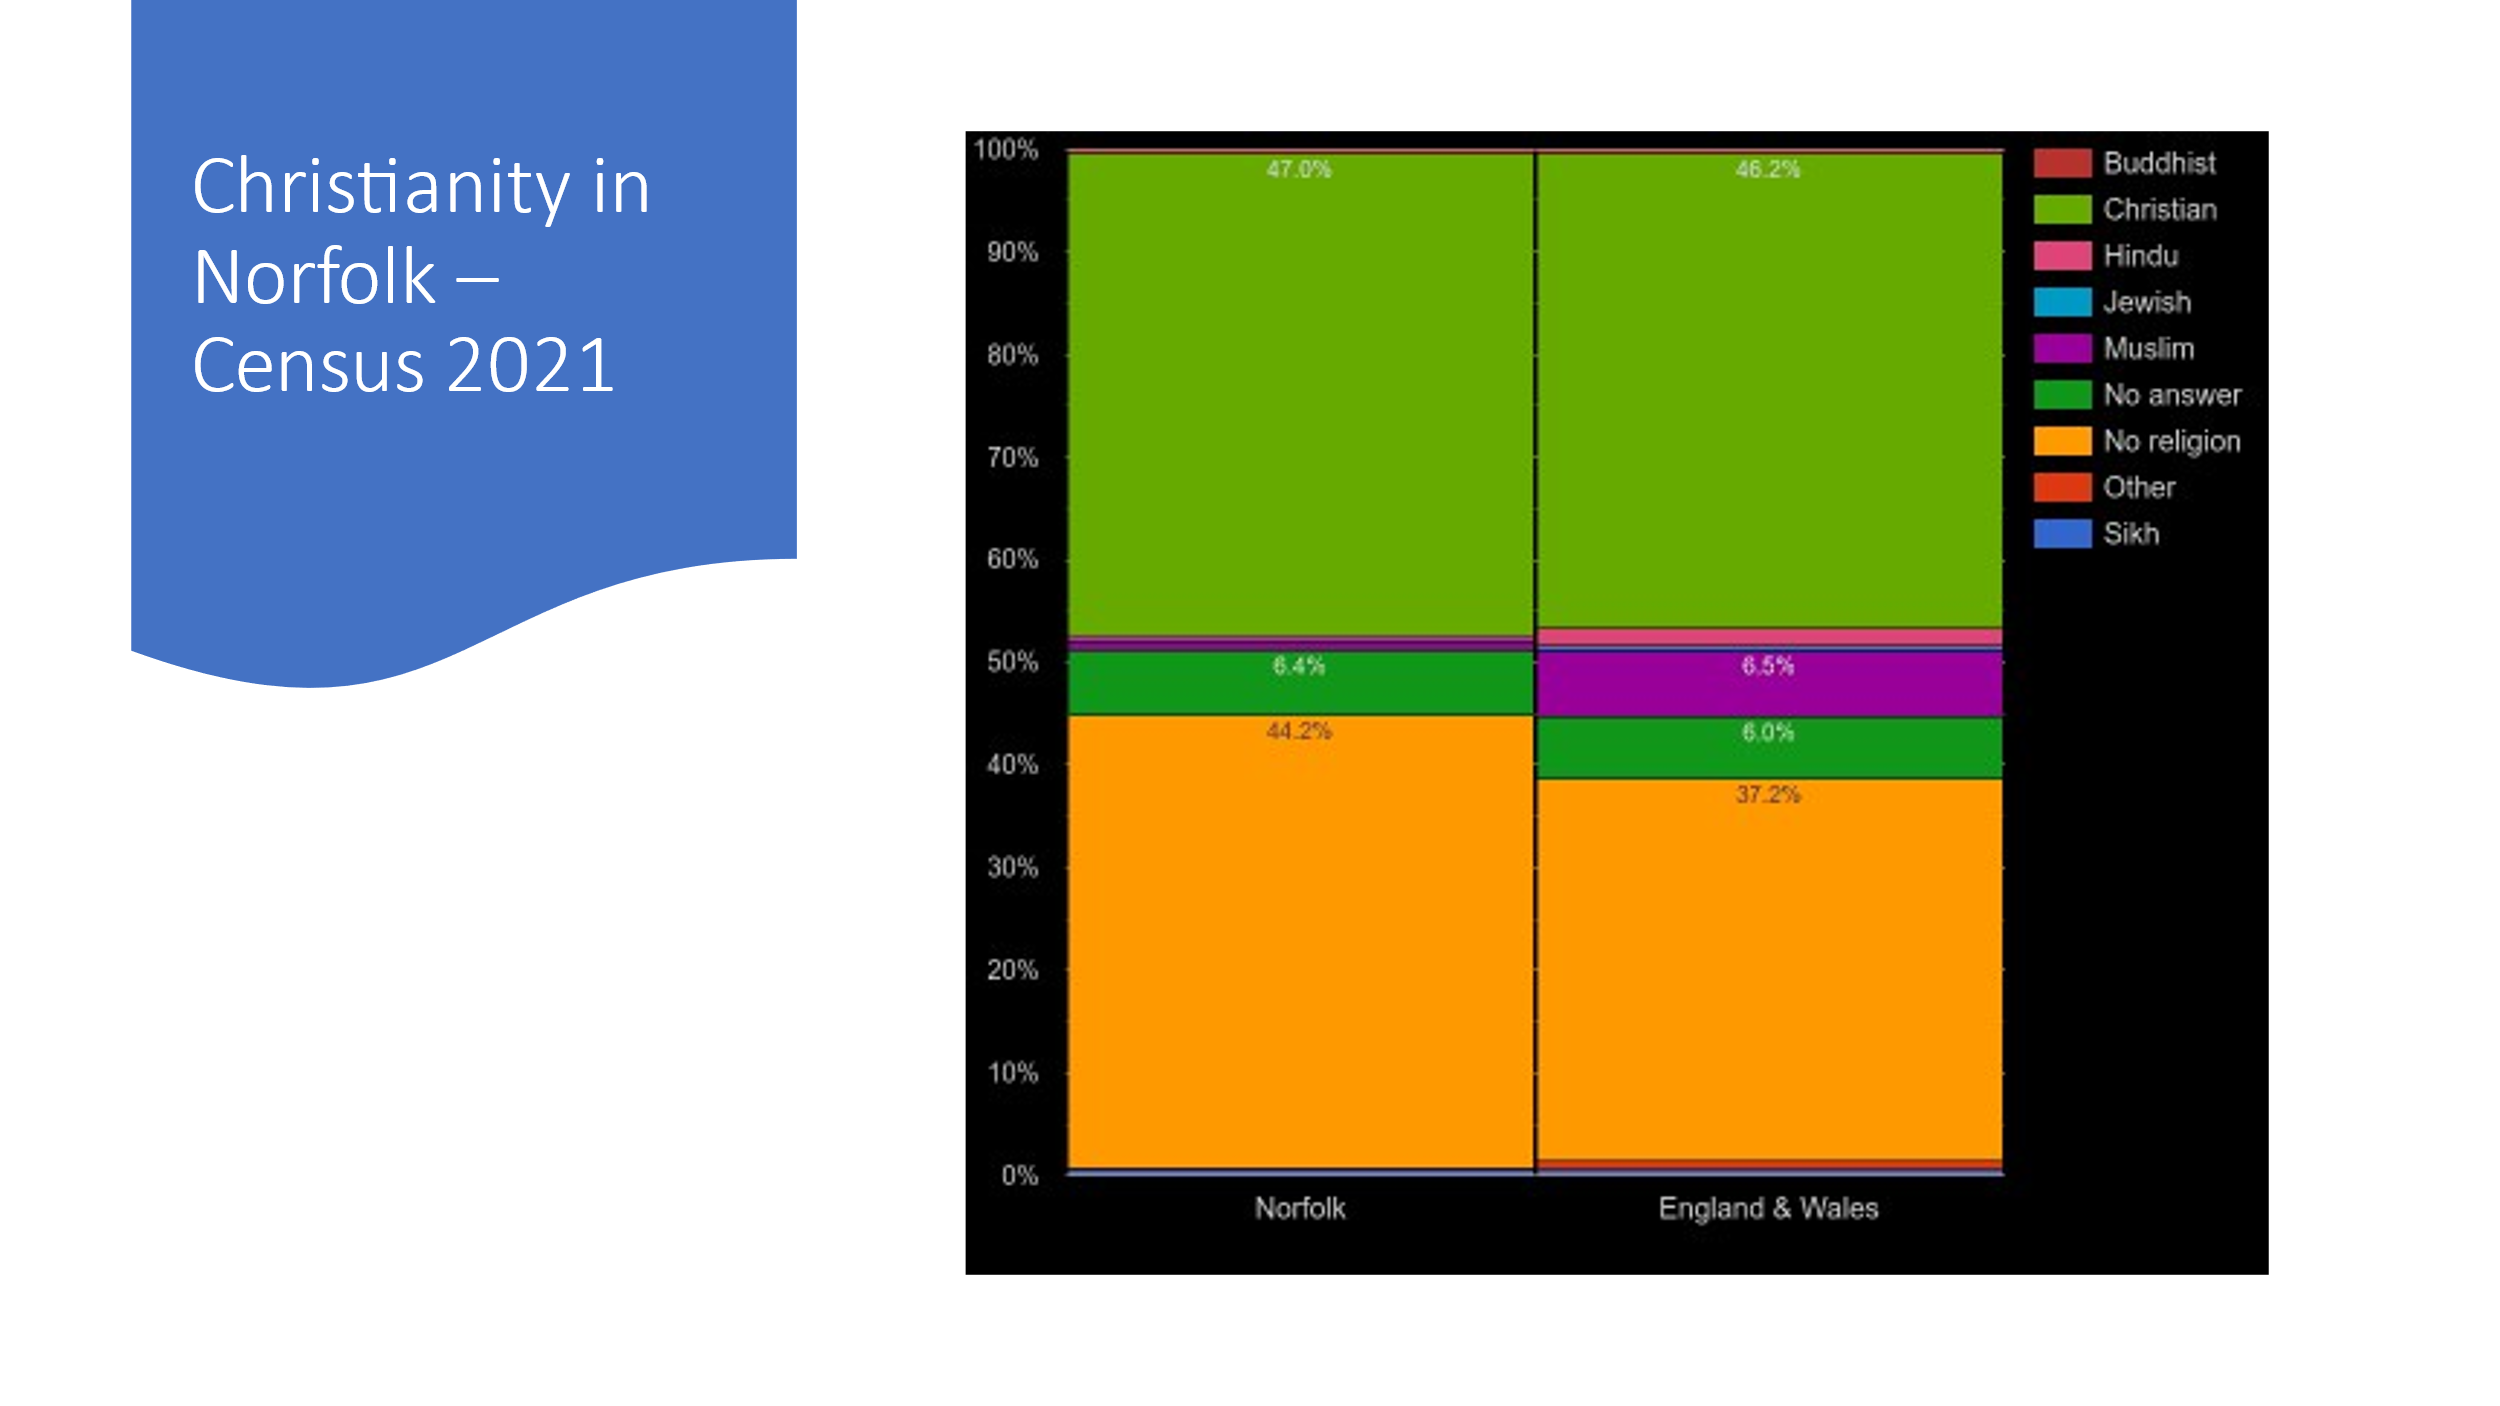 Christianity in
Norfolk –
Census 2021
100%
90%
80%
70%
60%
50%
40%
30%
20%
10%
0%
47.0%
6.4%
44.2%
46.2%
6.5%
6.0%
37.2%
Norfolk
England & Wales
Buddhist
Christian
Hindu
Jewish
Muslim
No answer
No religion
Other
Sikh